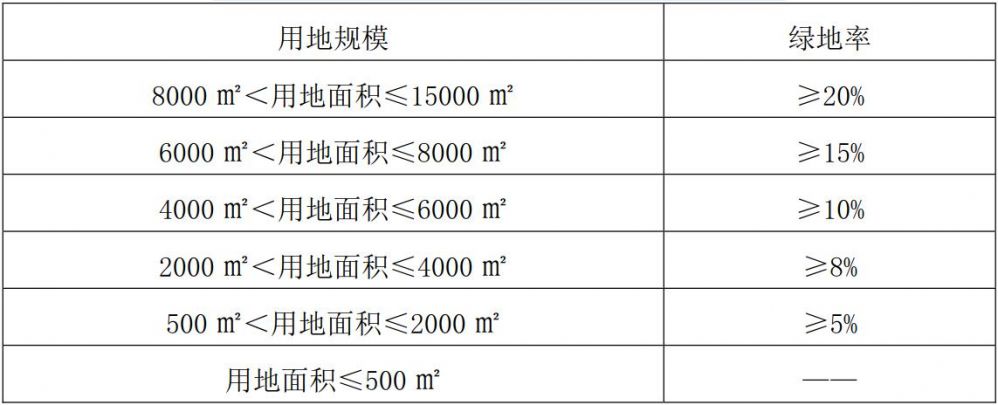 用地规模 绿地率
8000 ㎡＜用地面积≤15000 ㎡ ≥20%
6000 ㎡＜用地面积≤8000 ㎡ ≥15%
4000 ㎡＜用地面积≤6000 ㎡ ≥10%
2000 ㎡＜用地面积≤4000 ㎡ ≥8%
500 ㎡＜用地面积≤2000 ㎡ ≥5%
用地面积≤500 ㎡ ——